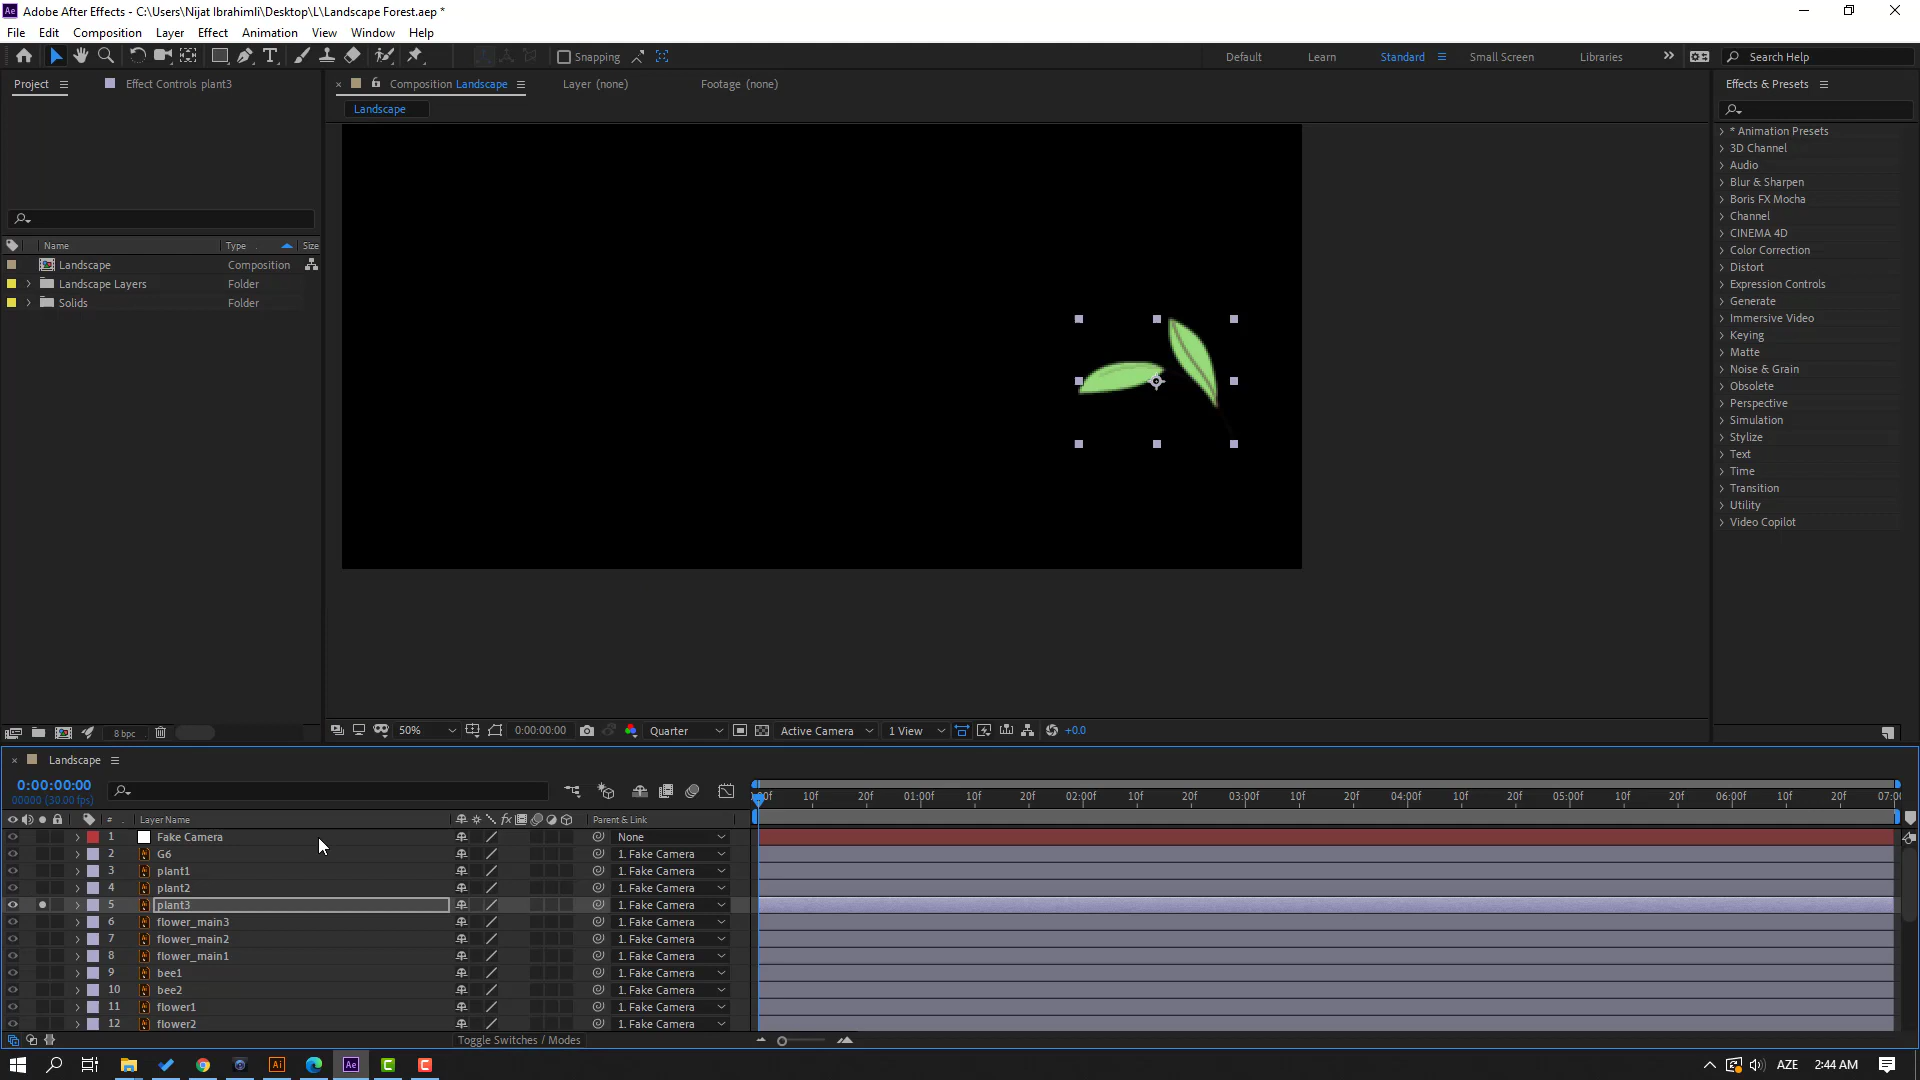 Ae Adobe After Effects - C:\Users\Nijat Ibrahimli\Desktop\L\Landscape Forest.aep *
File Edit Composition Layer Effect Animation View Window Help
Snapping
Default Learn Standard Small Screen Libraries Search Help
Project Effect Controls plant3
Composition Landscape Layer (none) Footage (none)
Effects & Presets
Landscape
* Animation Presets
3D Channel
Audio
Blur & Sharpen
Boris FX Mocha
Channel
CINEMA 4D
Color Correction
Distort
Expression Controls
Generate
Immersive Video
Keying
Matte
Noise & Grain
Obsolete
Perspective
Simulation
Stylize
Text
Time
Transition
Utility
Video Copilot
Name Type Size
Landscape Composition
Landscape Layers Folder
Solids Folder
8 bpc
50% 0:00:00:00 Quarter Active Camera 1 View +0.0
Landscape
0:00:00:00
00000 (30.00 fps)
:00f 10f 20f 01:00f 10f 20f 02:00f 10f 20f 03:00f 10f 20f 04:00f 10f 20f 05:00f 10f 20f 06:00f 10f 20f 07:00
# Layer Name fx Parent & Link
1 Fake Camera None
2 G6 1. Fake Camera
3 plant1 1. Fake Camera
4 plant2 1. Fake Camera
5 plant3 1. Fake Camera
6 flower_main3 1. Fake Camera
7 flower_main2 1. Fake Camera
8 flower_main1 1. Fake Camera
9 bee1 1. Fake Camera
10 bee2 1. Fake Camera
11 flower1 1. Fake Camera
12 flower2 1. Fake Camera
Toggle Switches / Modes
Ai Ae C C AZE 2:44 AM